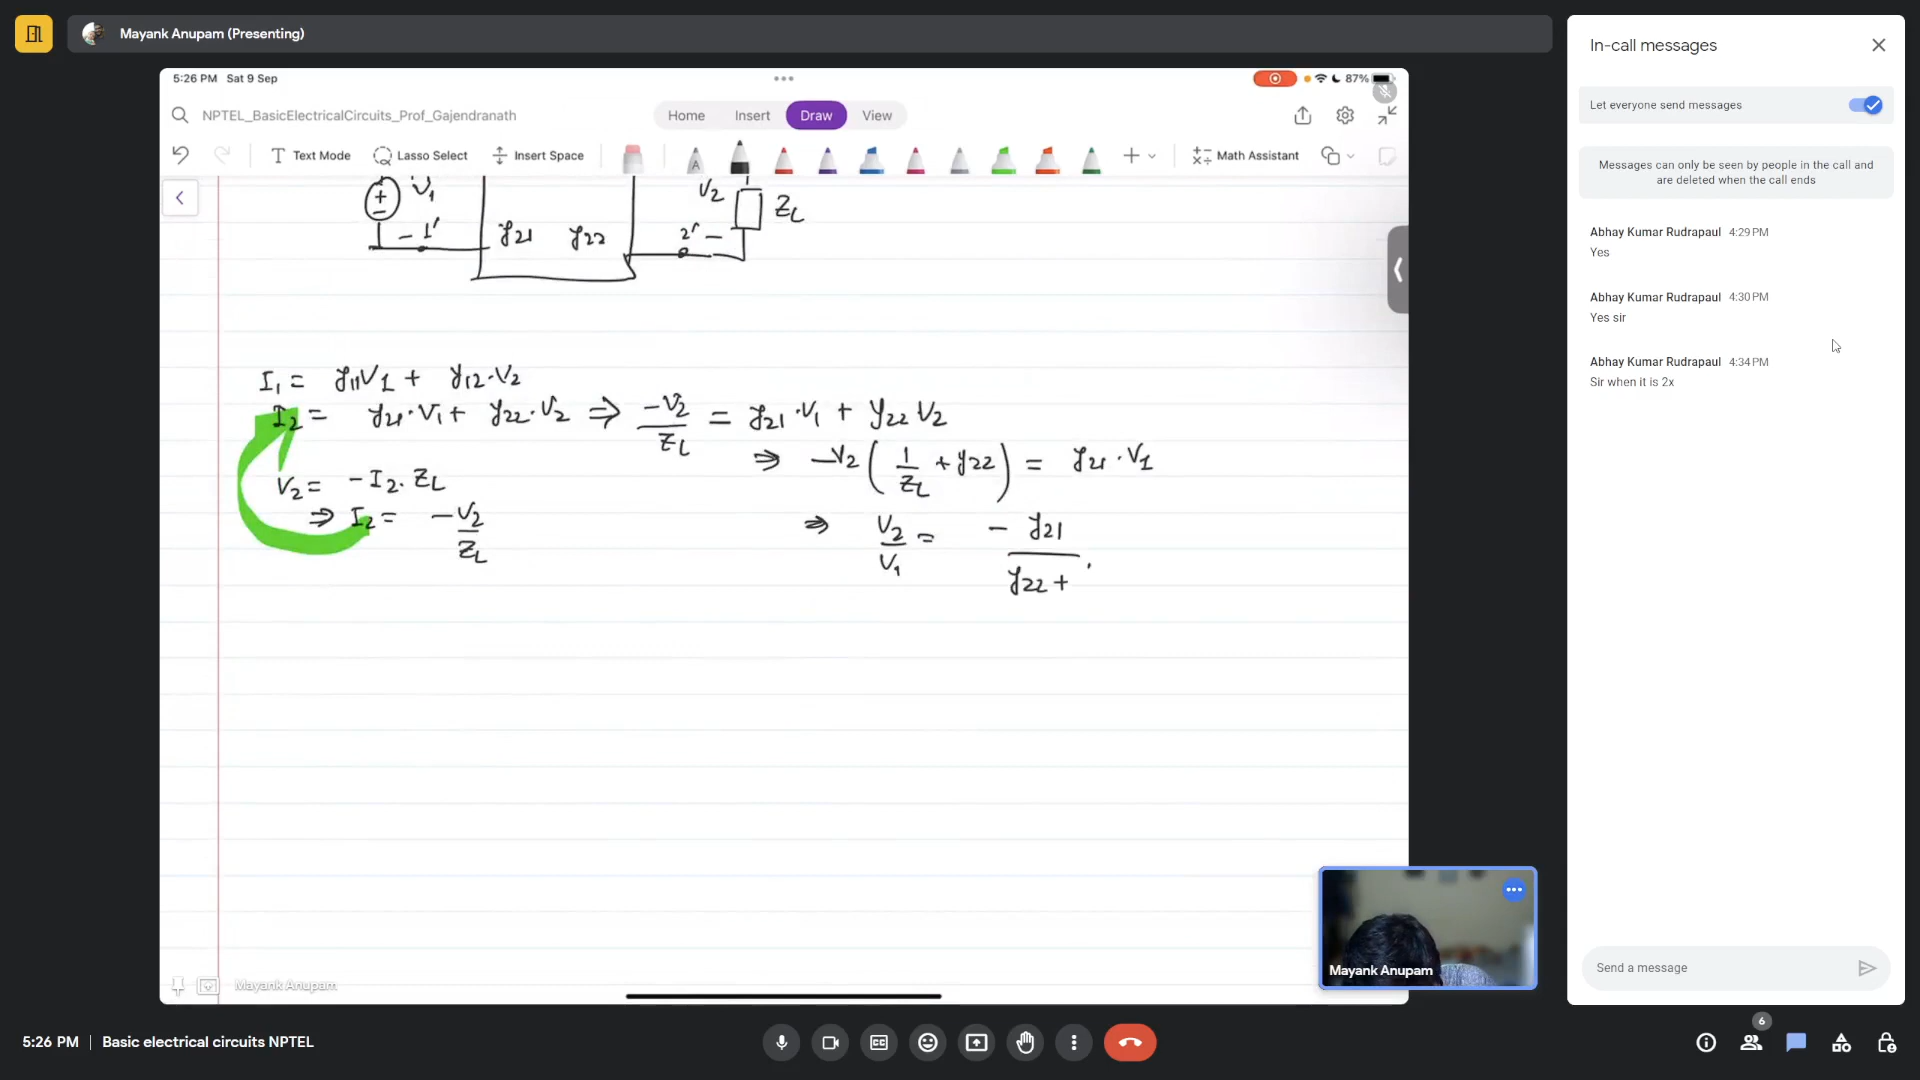 Mayank Anupam (Presenting)
5:26 PM Sat 9 Sep
87%
NPTEL_BasicElectricalCircuits_Prof_Gajendranath
Home Insert Draw View
Text Mode Lasso Select Insert Space A Math Assistant
+ V1 V2 ZL
−
− 1' y21 y22 2' −
I1 = y11V1 + y12·V2
I2 = y21·V1 + y22·V2 ⇒ -V2/ZL = y21·V1 + y22 V2
⇒ -V2 (1/ZL + y22) = y21·V1
V2 = -I2·ZL
⇒ I2 = -V2/ZL
⇒ V2/V1 = -y21/y22 +
Mayank Anupam
Mayank Anupam
In-call messages
Let everyone send messages
Messages can only be seen by people in the call and
are deleted when the call ends
Abhay Kumar Rudrapaul 4:29 PM
Yes
Abhay Kumar Rudrapaul 4:30 PM
Yes sir
Abhay Kumar Rudrapaul 4:34 PM
Sir when it is 2x
Send a message
5:26 PM | Basic electrical circuits NPTEL
CC
6